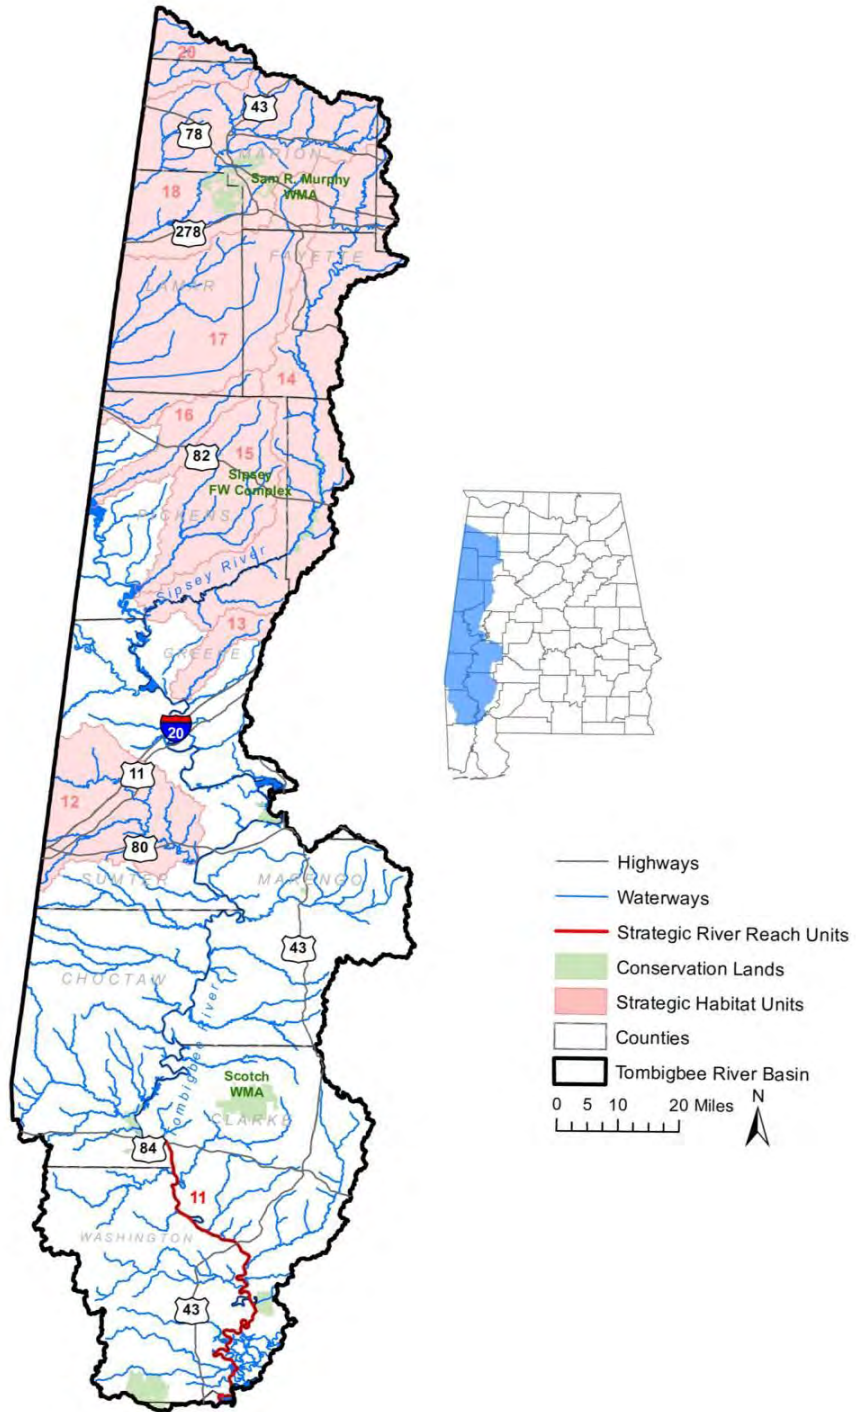 20
43
78
MARION
Sam R. Murphy
WMA
18
278
FAYETTE
LAMAR
17
14
16
15
82
Sipsey
FW Complex
PICKENS
Sipsey River
13
GREENE
20
11
12
80
SUMTER
MARENGO
43
CHOCTAW
Tombigbee River
Scotch
WMA
CLARKE
84
11
WASHINGTON
43
Highways
Waterways
Strategic River Reach Units
Conservation Lands
Strategic Habitat Units
Counties
Tombigbee River Basin
0 5 10 20 Miles
N